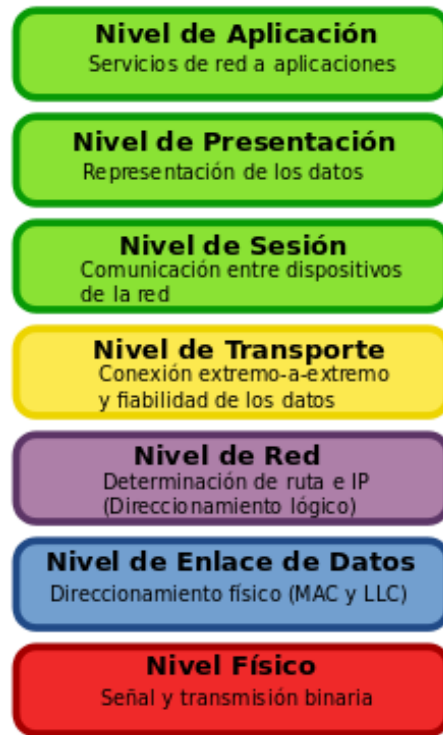 Nivel de Aplicación
Servicios de red a aplicaciones
Nivel de Presentación
Representación de los datos
Nivel de Sesión
Comunicación entre dispositivos
de la red
Nivel de Transporte
Conexión extremo-a-extremo
y fiabilidad de los datos
Nivel de Red
Determinación de ruta e IP
(Direccionamiento lógico)
Nivel de Enlace de Datos
Direccionamiento físico (MAC y LLC)
Nivel Físico
Señal y transmisión binaria